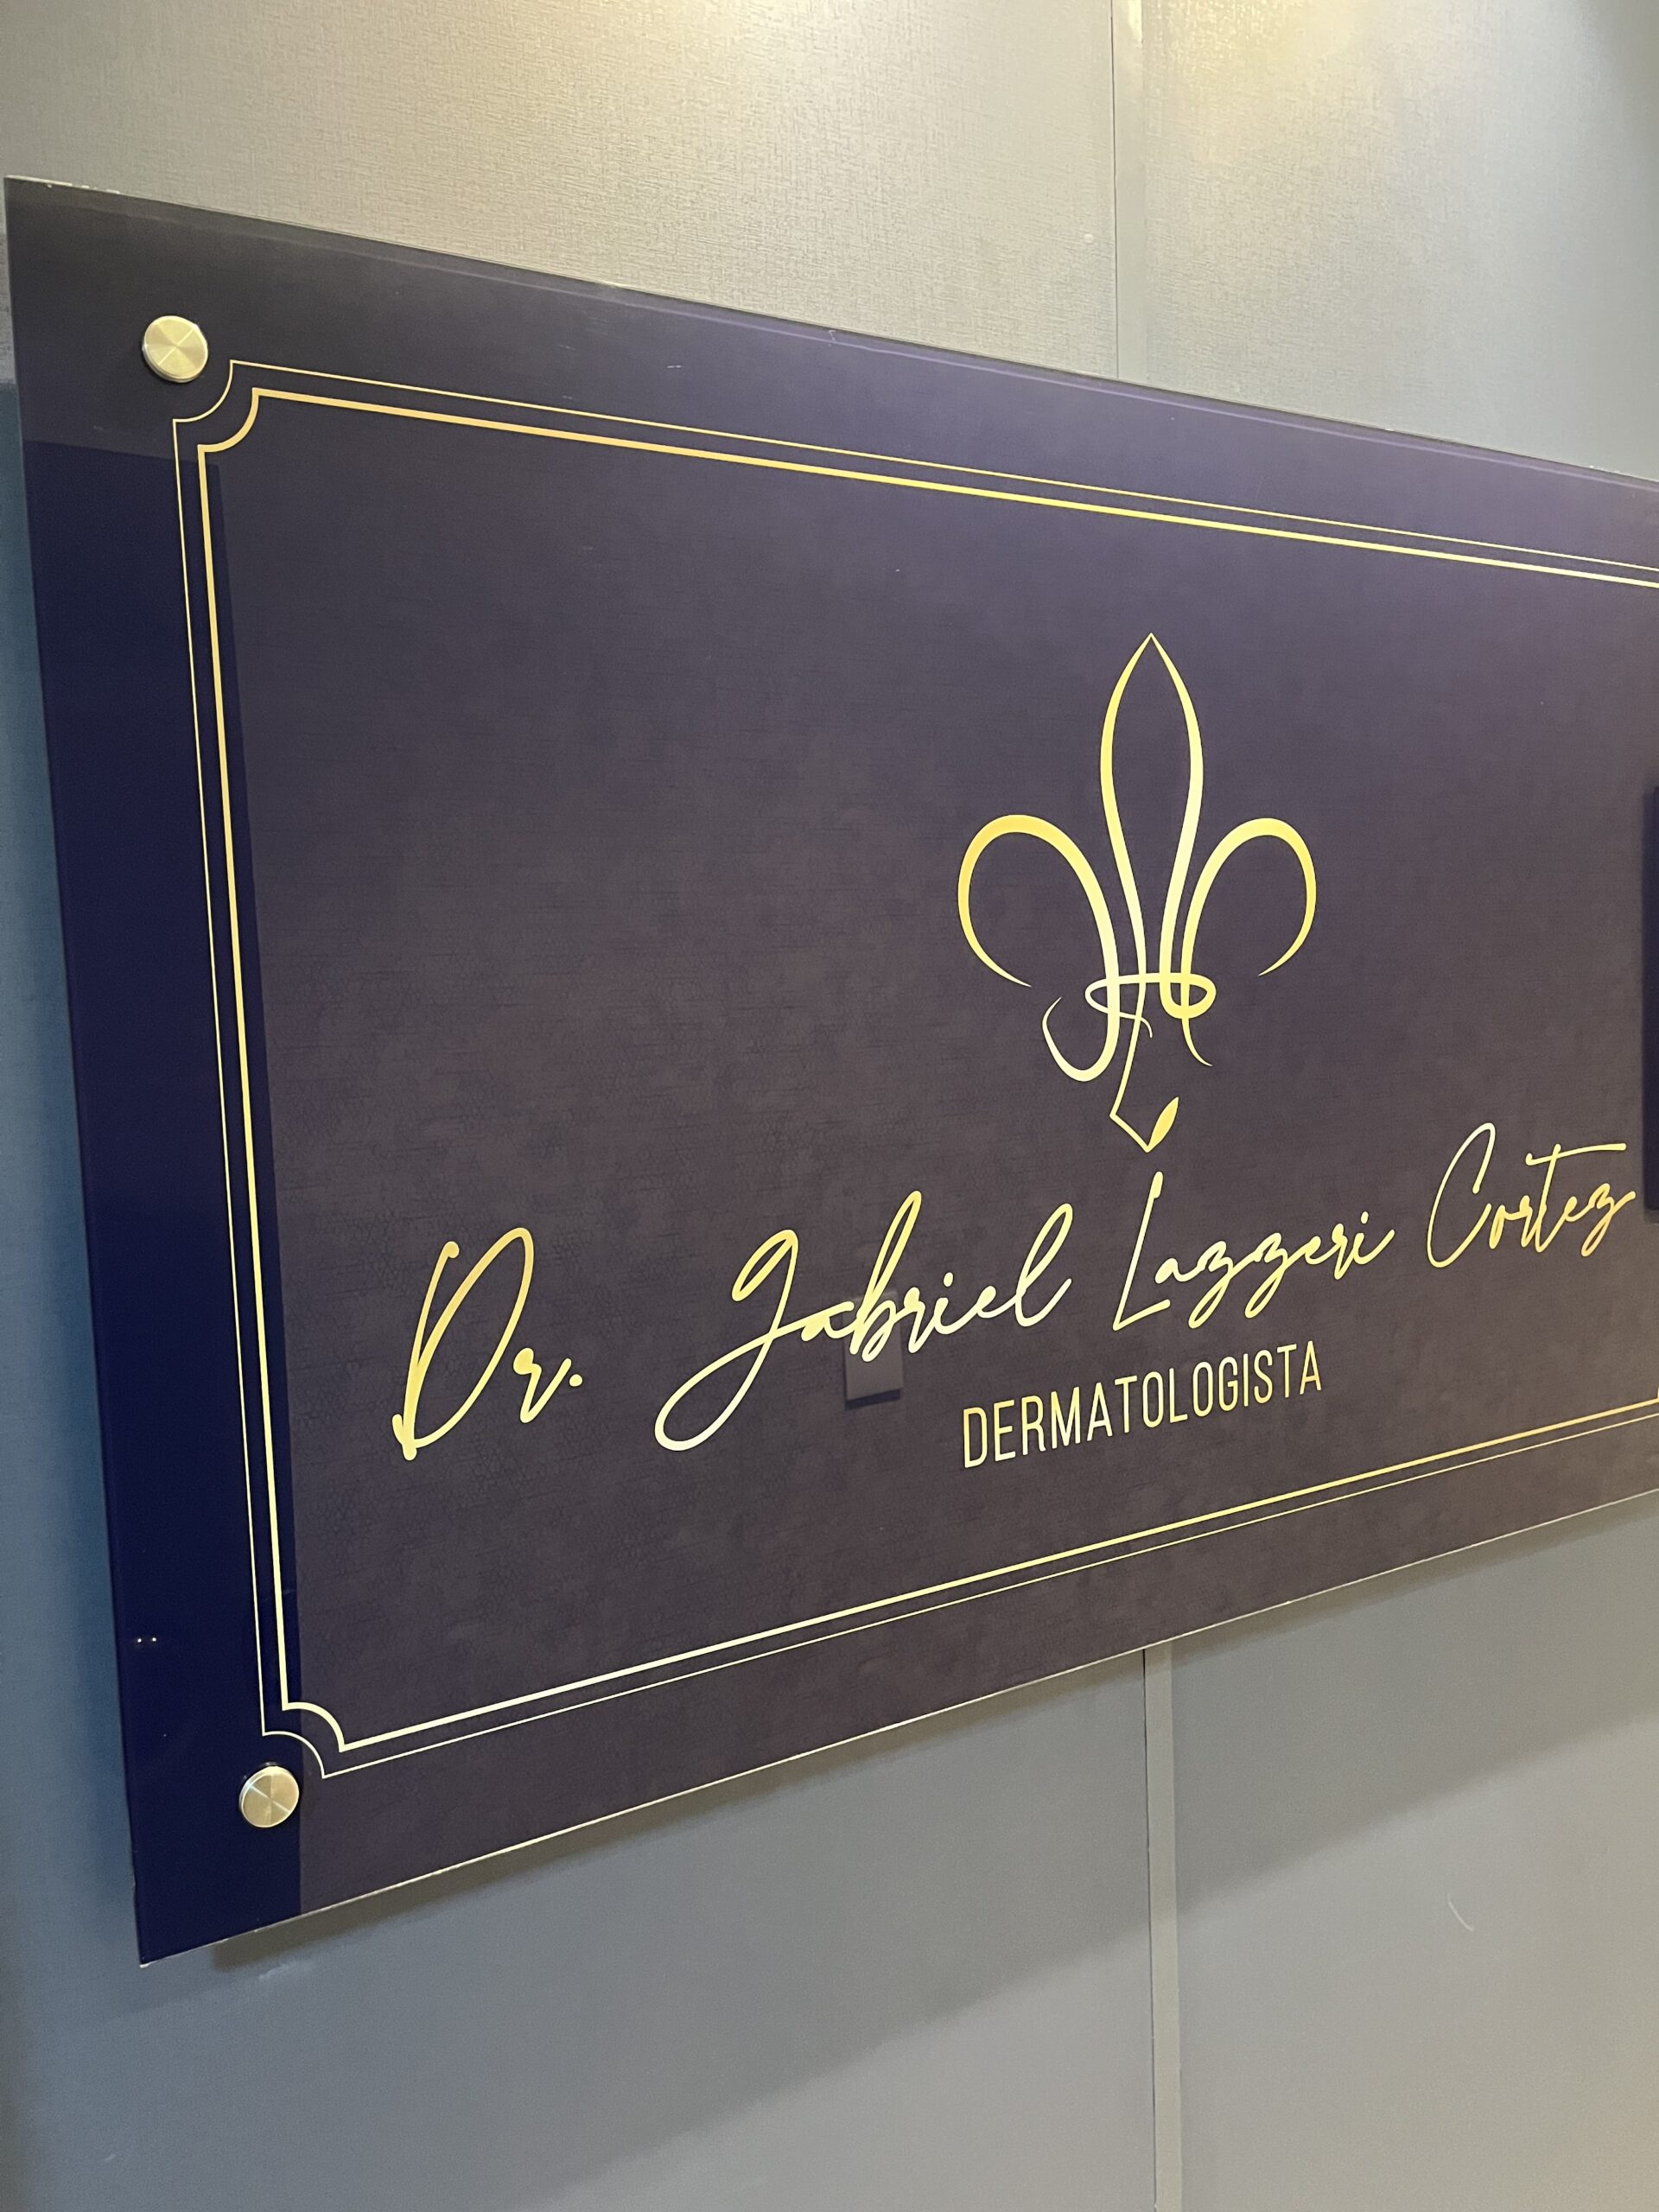 Dr. Gabriel Lazzeri Cortez
DERMATOLOGISTA